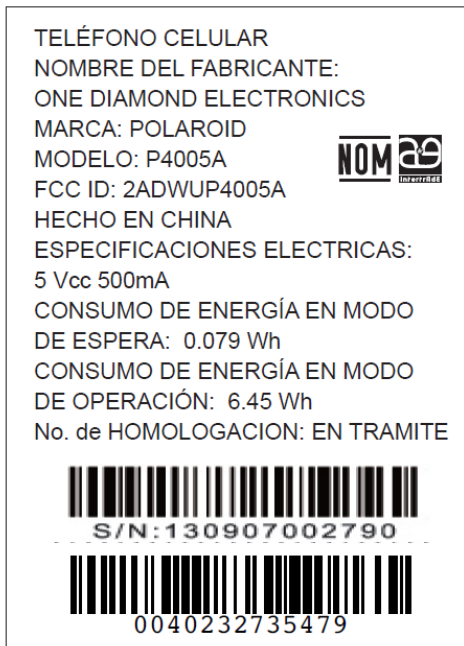 TELÉFONO CELULAR
NOMBRE DEL FABRICANTE:
ONE DIAMOND ELECTRONICS
MARCA: POLAROID
MODELO: P4005A
NOM
IntertrAdE
FCC ID: 2ADWUP4005A
HECHO EN CHINA
ESPECIFICACIONES ELECTRICAS:
5 Vcc 500mA
CONSUMO DE ENERGÍA EN MODO
DE ESPERA: 0.079 Wh
CONSUMO DE ENERGÍA EN MODO
DE OPERACIÓN: 6.45 Wh
No. de HOMOLOGACION: EN TRAMITE
S/N:130907002790
0040232735479